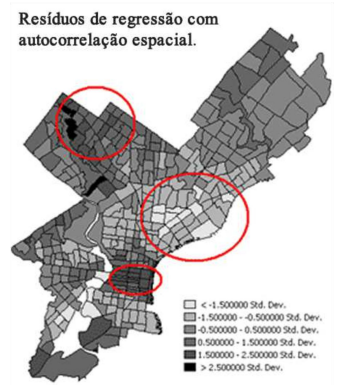 Resíduos de regressão com
autocorrelação espacial.
< -1.500000 Std. Dev.
-1.500000 - -0.500000 Std. Dev.
-0.500000 - 0.500000 Std. Dev.
0.500000 - 1.500000 Std. Dev.
1.500000 - 2.500000 Std. Dev.
> 2.500000 Std. Dev.